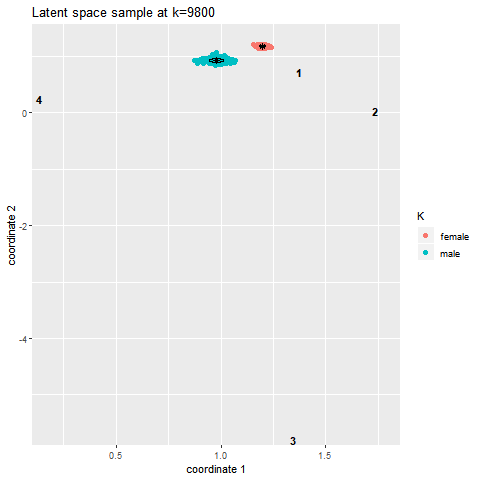 Latent space sample at k=9800
1
4
0
2
-2
-4
3
0.5
1.0
1.5
coordinate 1
coordinate 2
K
female
male